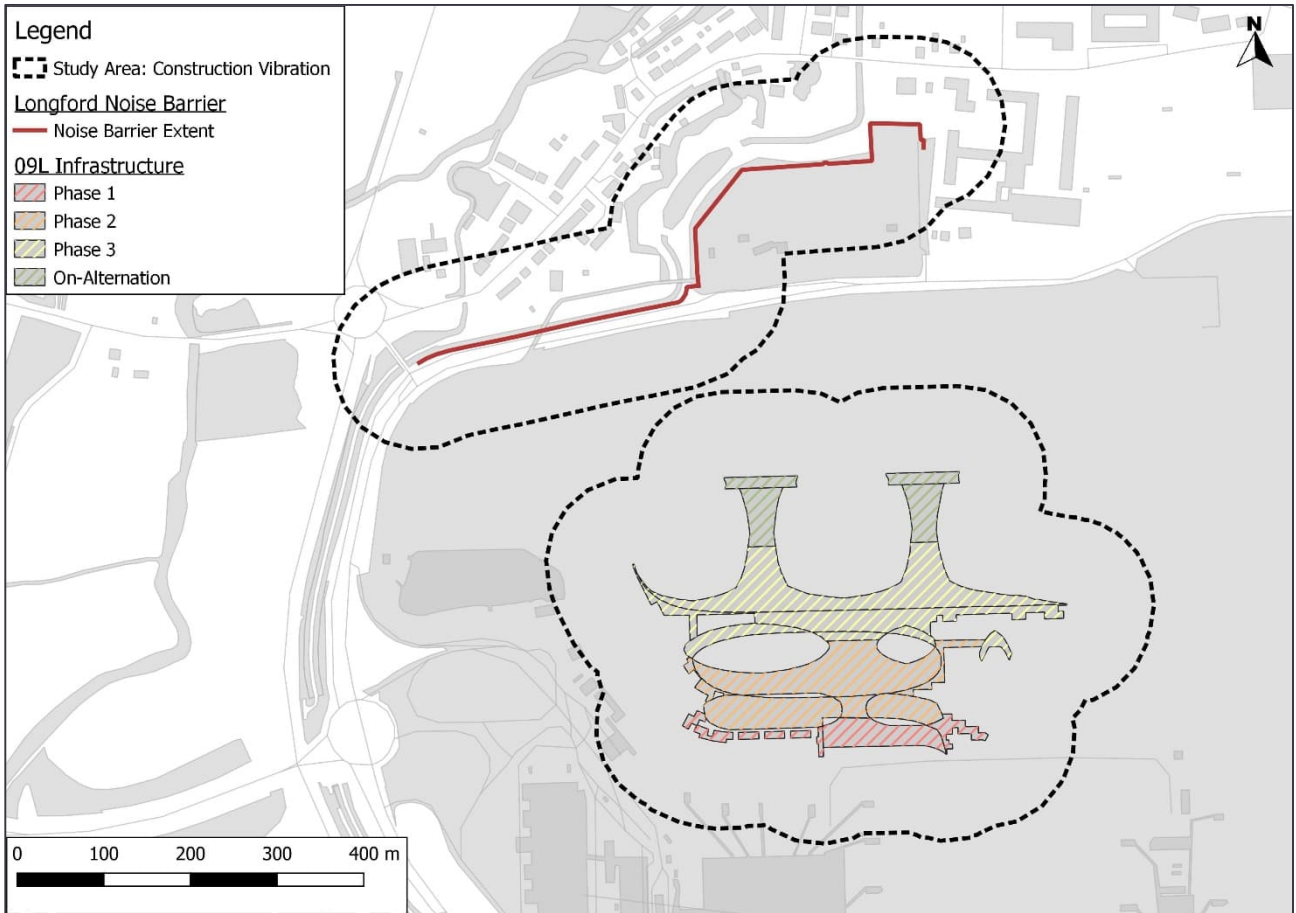 Legend
Study Area: Construction Vibration
Longford Noise Barrier
Noise Barrier Extent
09L Infrastructure
Phase 1
Phase 2
Phase 3
On-Alternation
N
0 100 200 300 400 m